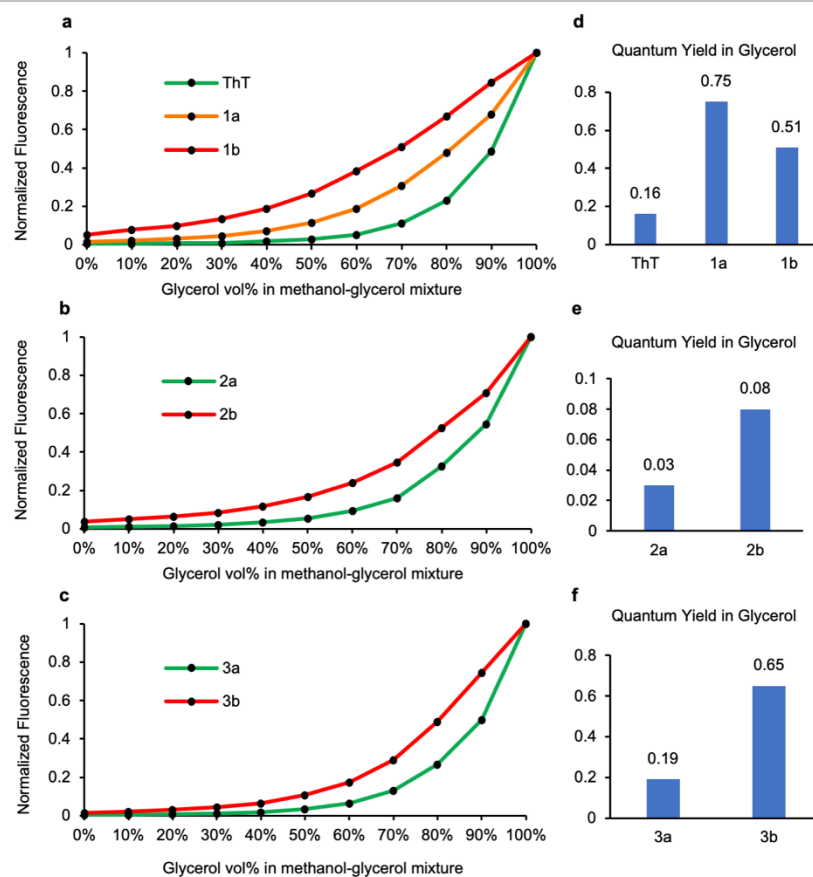 a
Normalized Fluorescence
1
0.8
0.6
0.4
0.2
0
ThT
1a
1b
0% 10% 20% 30% 40% 50% 60% 70% 80% 90% 100%
Glycerol vol% in methanol-glycerol mixture
d
Quantum Yield in Glycerol
0.8
0.6
0.4
0.2
0
0.16
0.75
0.51
ThT 1a 1b
b
Normalized Fluorescence
1
0.8
0.6
0.4
0.2
0
2a
2b
0% 10% 20% 30% 40% 50% 60% 70% 80% 90% 100%
Glycerol vol% in methanol-glycerol mixture
e
Quantum Yield in Glycerol
0.1
0.08
0.06
0.04
0.02
0
0.03
0.08
2a 2b
c
Normalized Fluorescence
1
0.8
0.6
0.4
0.2
0
3a
3b
0% 10% 20% 30% 40% 50% 60% 70% 80% 90% 100%
Glycerol vol% in methanol-glycerol mixture
f
Quantum Yield in Glycerol
0.8
0.6
0.4
0.2
0
0.19
0.65
3a 3b